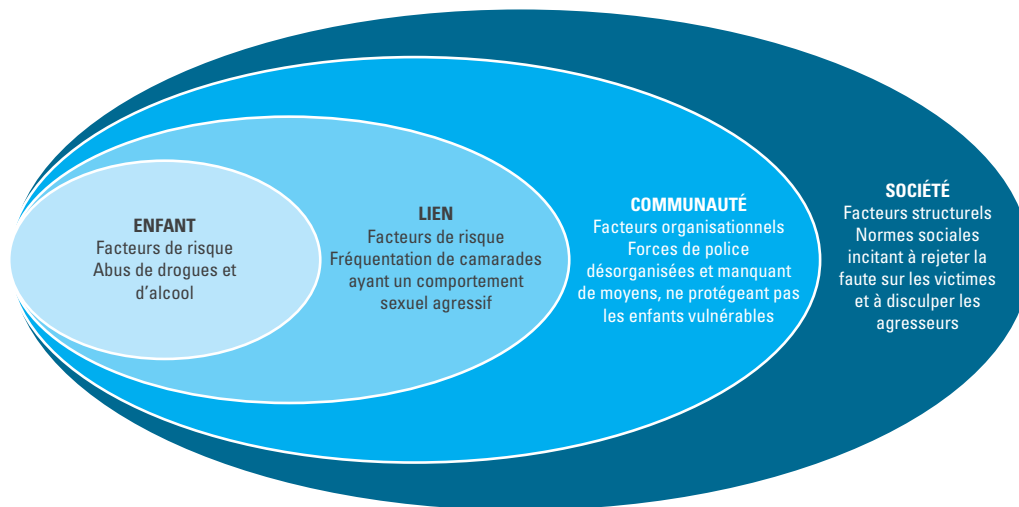 ENFANT
Facteurs de risque
Abus de drogues et
d’alcool
LIEN
Facteurs de risque
Fréquentation de camarades
ayant un comportement
sexuel agressif
COMMUNAUTÉ
Facteurs organisationnels
Forces de police
désorganisées et manquant
de moyens, ne protégeant pas
les enfants vulnérables
SOCIÉTÉ
Facteurs structurels
Normes sociales
incitant à rejeter la
faute sur les victimes
et à disculper les
agresseurs